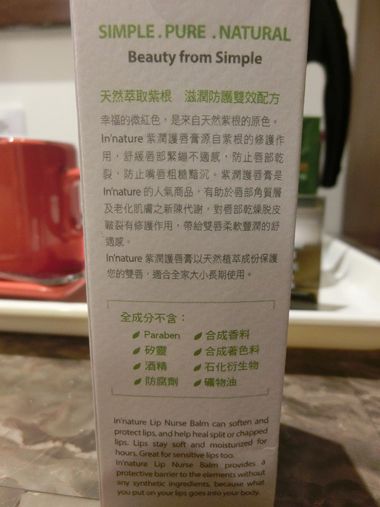 SIMPLE . PURE . NATURAL
Beauty from Simple
天然萃取紫根 滋潤防護雙效配方
幸福的微紅色，是來自天然紫根的原色。
In'nature 紫潤護唇膏源自紫根的修護作
用，舒緩唇部緊繃不適感，防止唇部乾
裂，防止嘴唇粗糙黯沉。紫潤護唇膏是
In'nature 的人氣商品，有助於唇部角質層
及老化肌膚之新陳代謝，對唇部乾燥脫皮
皸裂有修護作用，帶給雙唇柔軟豐潤的舒
適感。
In'nature 紫潤護唇膏以天然植萃成份保護
您的雙唇，適合全家大小長期使用。
全成分不含：
Paraben 合成香料
矽靈 合成著色料
酒精 石化衍生物
防腐劑 礦物油
In'nature Lip Nurse Balm can soften and
protect lips, and help heal split or chapped
lips. Lips stay soft and moisturized for
hours. Great for sensitive lips too.
In'nature Lip Nurse Balm provides a
protective barrier to the elements without
any synthetic ingredients, because what
you put on your lips goes into your body.